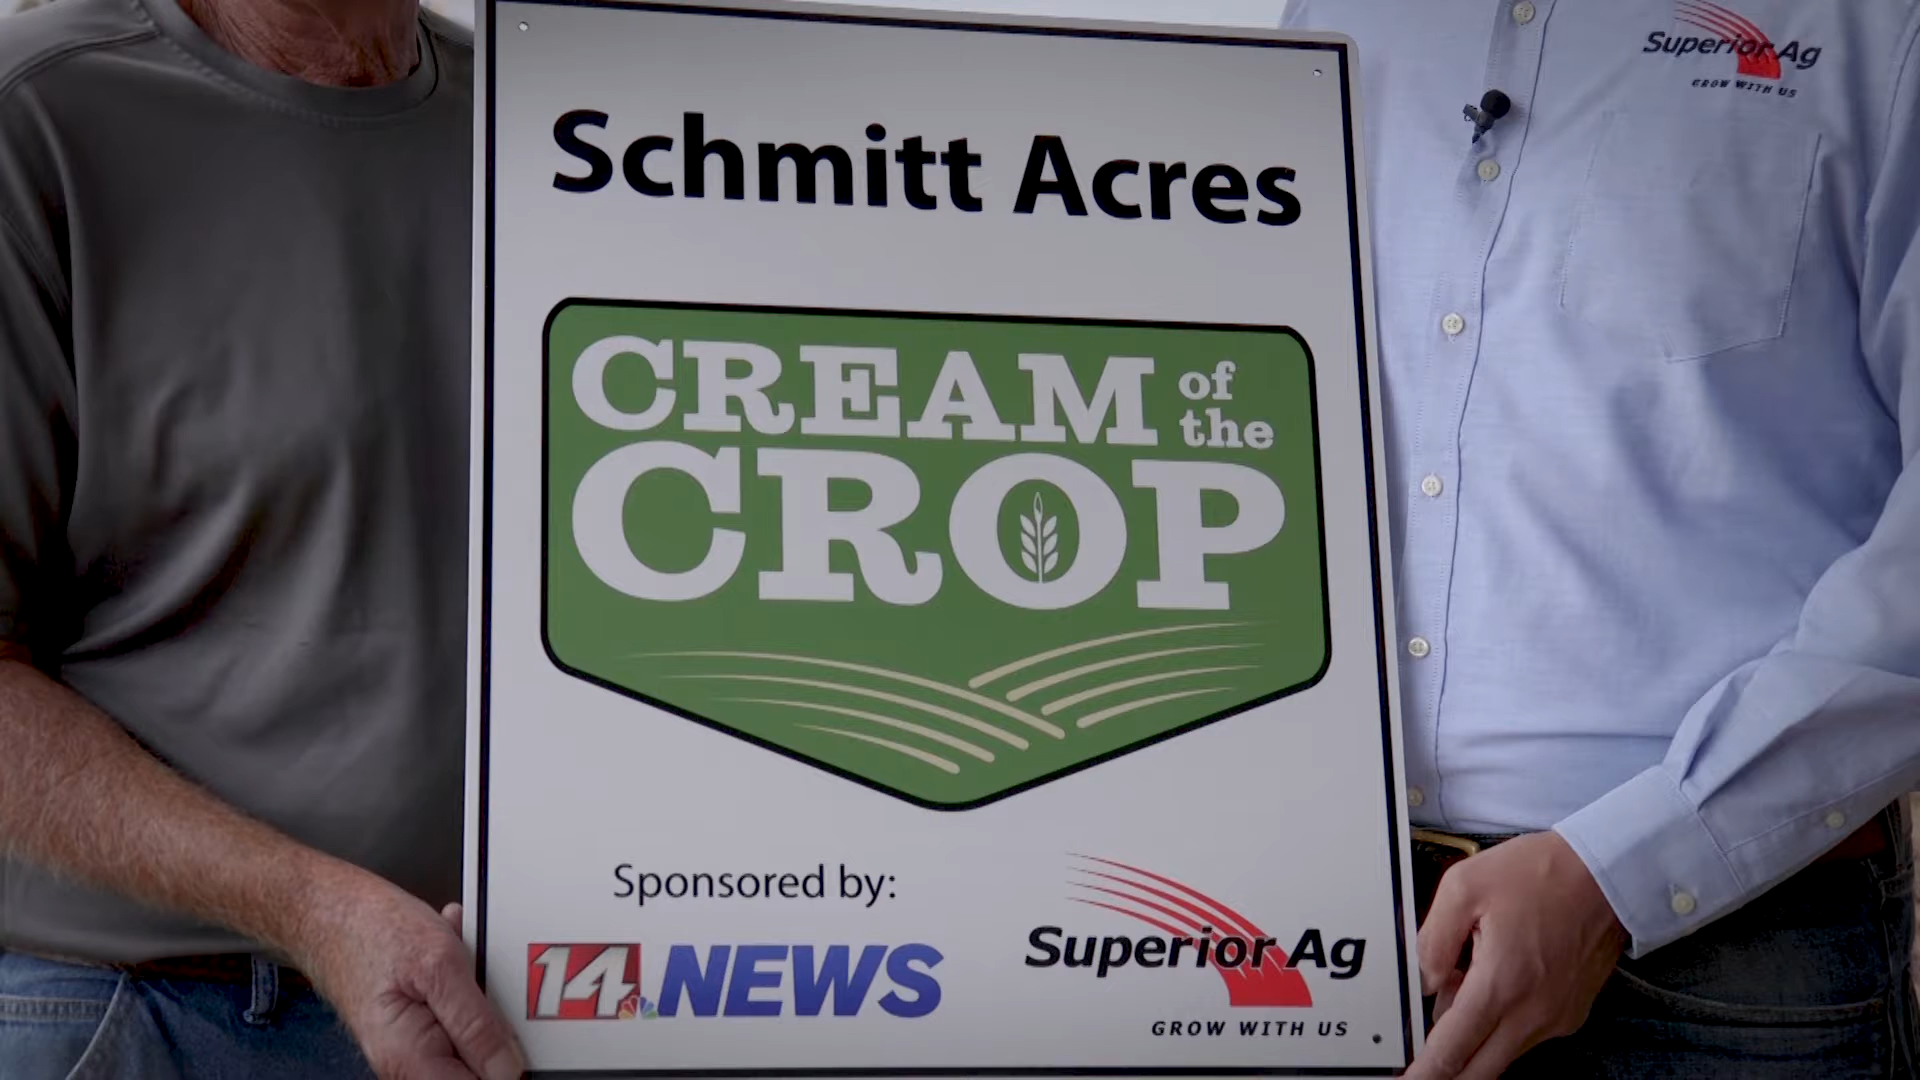 Schmitt Acres
CREAM of the
CROP
Sponsored by:
14 NEWS
Superior Ag
GROW WITH US
Superior Ag
GROW WITH US